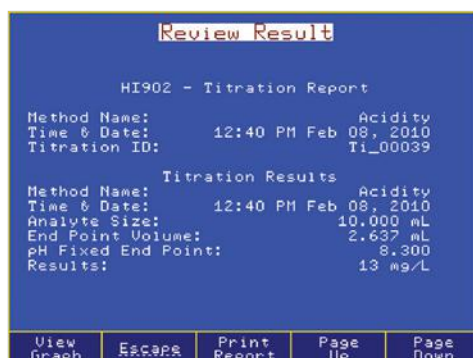 Review Result
HI902 - Titration Report
Method Name: Acidity
Time & Date: 12:40 PM Feb 08, 2010
Titration ID: Ti_00039
Titration Results
Method Name: Acidity
Time & Date: 12:40 PM Feb 08, 2010
Analyte Size: 10.000 mL
End Point Volume: 2.637 mL
pH Fixed End Point: 8.300
Results: 13 mg/L
View Graph Escape Print Report Page Up Page Down